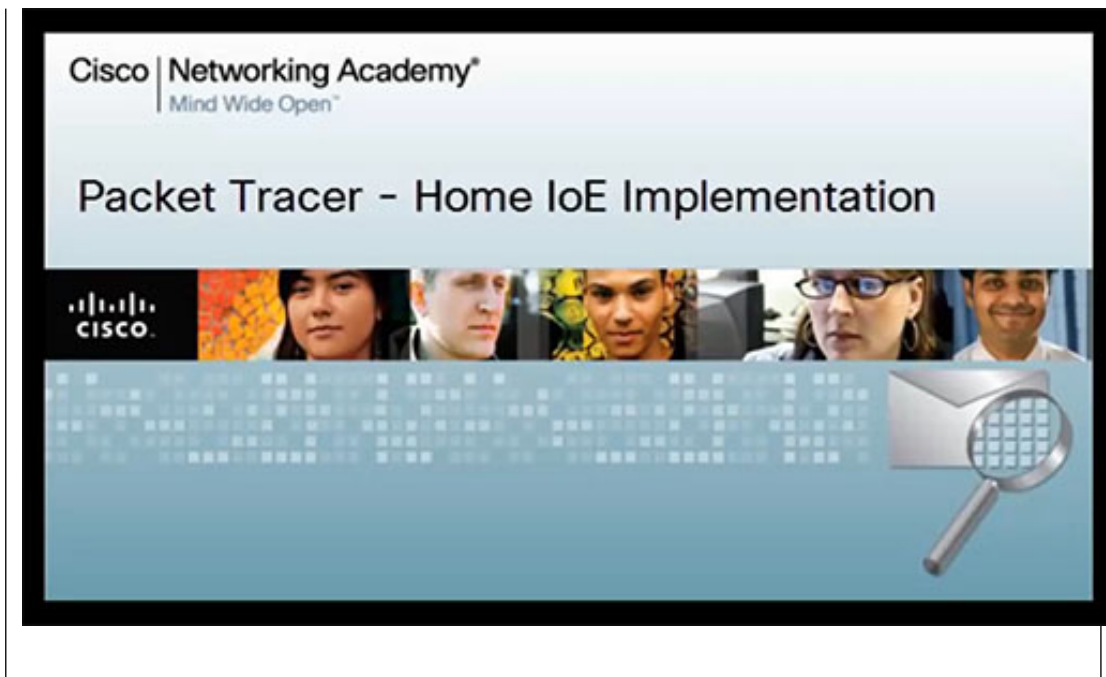 Cisco Networking Academy®
Mind Wide Open™
Packet Tracer - Home IoE Implementation
CISCO.